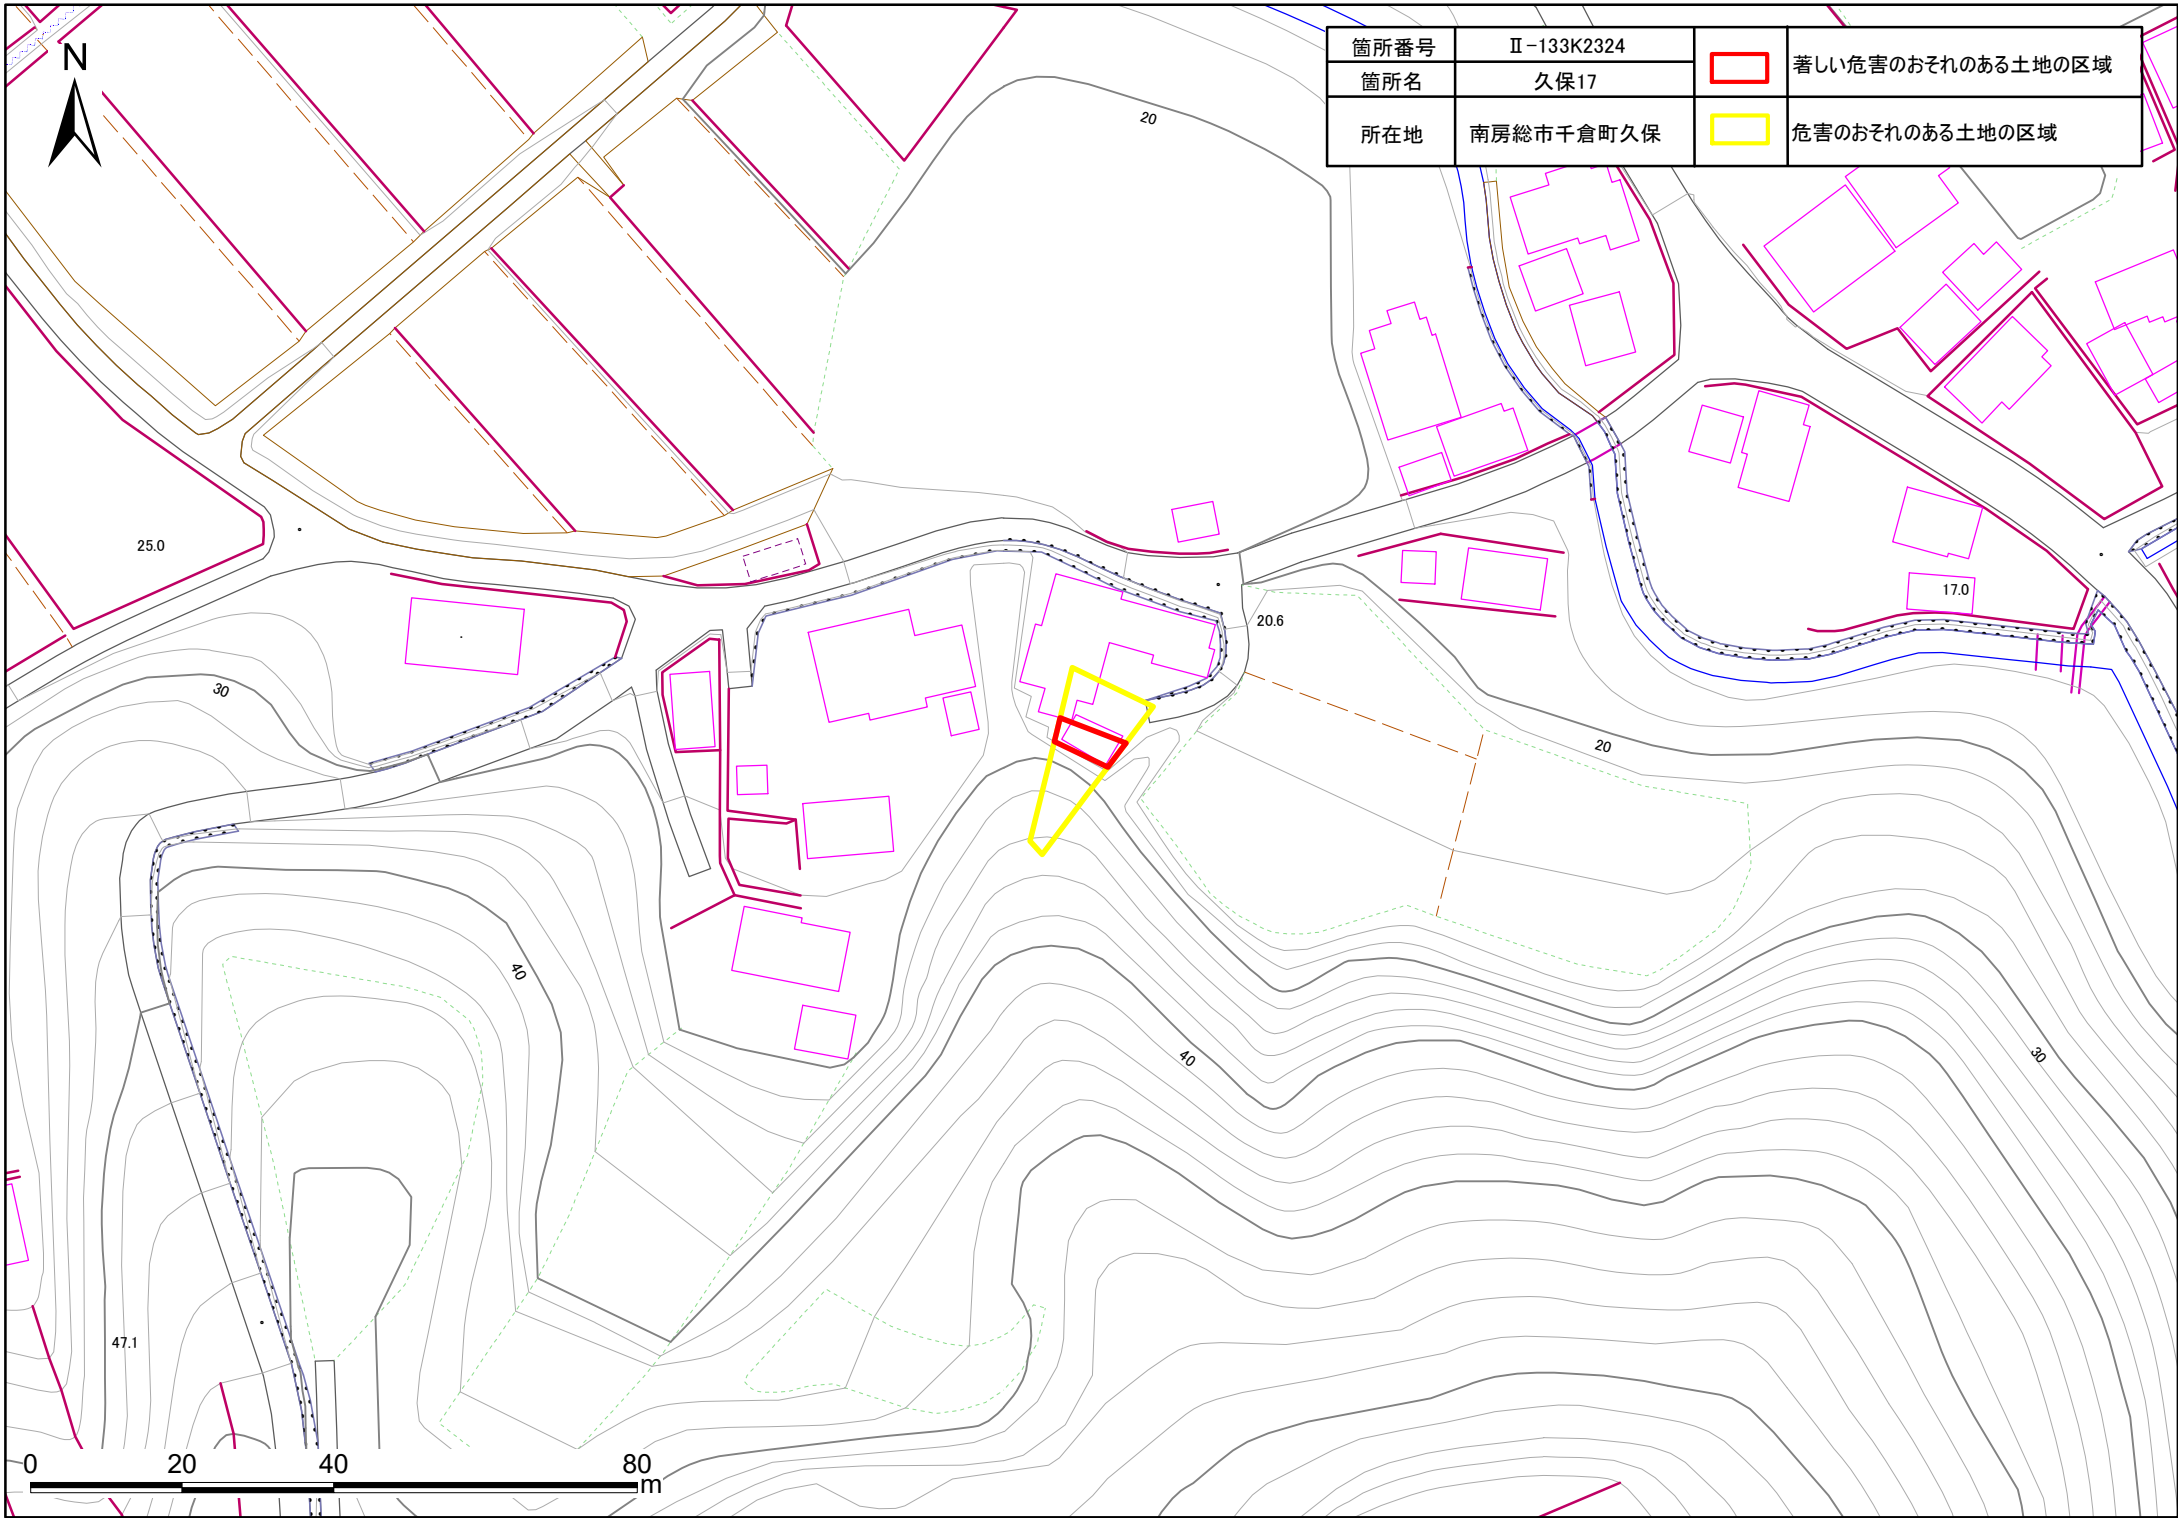 N
箇所番号 Ⅱ-133K2324 著しい危害のおそれのある土地の区域
箇所名 久保17
所在地 南房総市千倉町久保 危害のおそれのある土地の区域
20
25.0
17.0
20.6
30
20
40
40
30
47.1
0 20 40 80
m